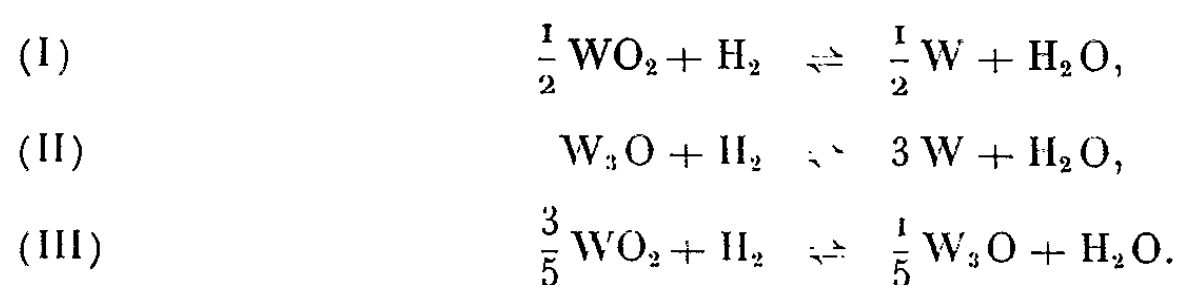 (I) ½ WO₂ + H₂ ⇌ ½ W + H₂O,
(II) W₃O + H₂ ⇌ 3 W + H₂O,
(III) 3/5 WO₂ + H₂ ⇌ 1/5 W₃O + H₂O.